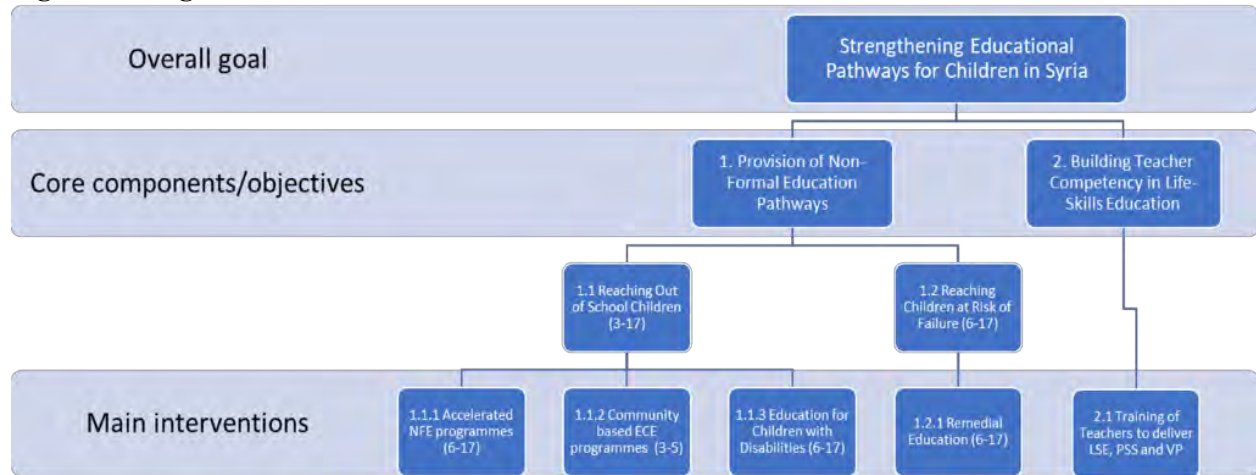 Overall goal
Strengthening Educational
Pathways for Children in Syria
Core components/objectives
1. Provision of Non-
Formal Education
Pathways
2. Building Teacher
Competency in Life-
Skills Education
1.1 Reaching Out
of School Children
(3-17)
1.2 Reaching
Children at Risk of
Failure (6-17)
Main interventions
1.1.1 Accelerated
NFE programmes
(6-17)
1.1.2 Community
based ECE
programmes (3-5)
1.1.3 Education for
Children with
Disabilities (6-17)
1.2.1 Remedial
Education (6-17)
2.1 Training of
Teachers to deliver
LSE, PSS and VP